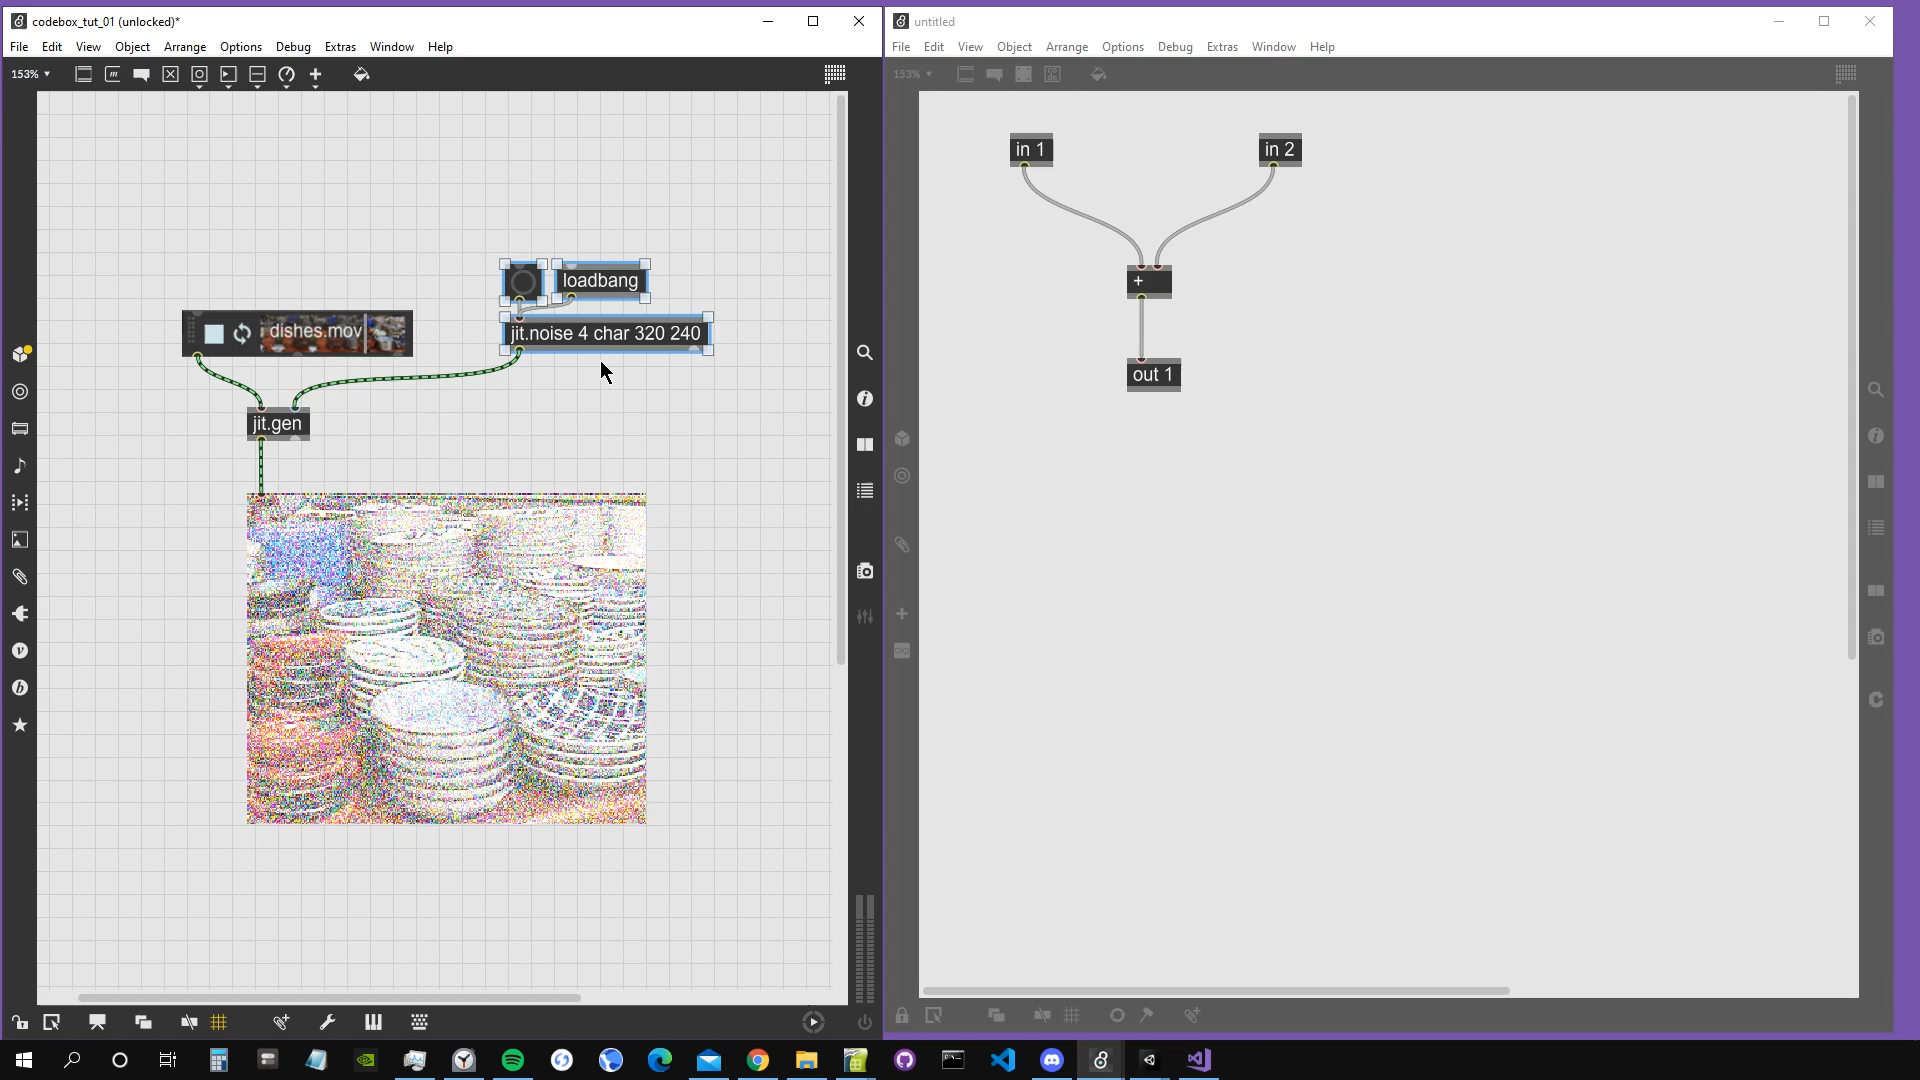 codebox_tut_01 (unlocked)*
File Edit View Object Arrange Options Debug Extras Window Help
153%
loadbang
dishes.mov
jit.noise 4 char 320 240
jit.gen
untitled
File Edit View Object Arrange Options Debug Extras Window Help
153%
in 1
in 2
+
out 1